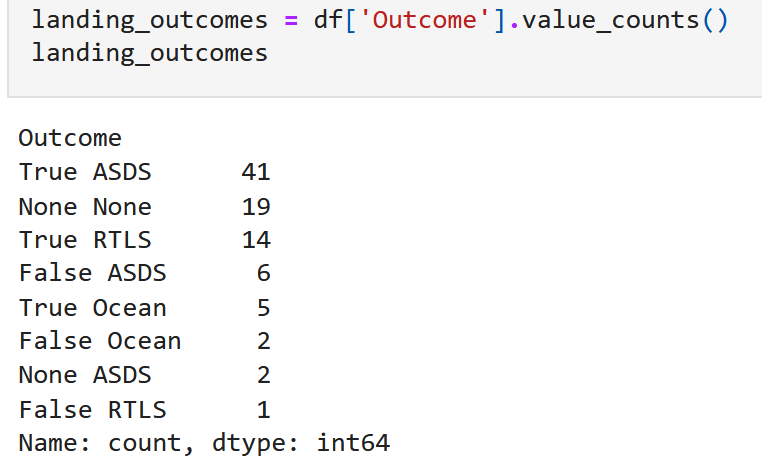 landing_outcomes = df['Outcome'].value_counts()
landing_outcomes
Outcome
True ASDS      41
None None      19
True RTLS      14
False ASDS      6
True Ocean      5
False Ocean     2
None ASDS       2
False RTLS      1
Name: count, dtype: int64